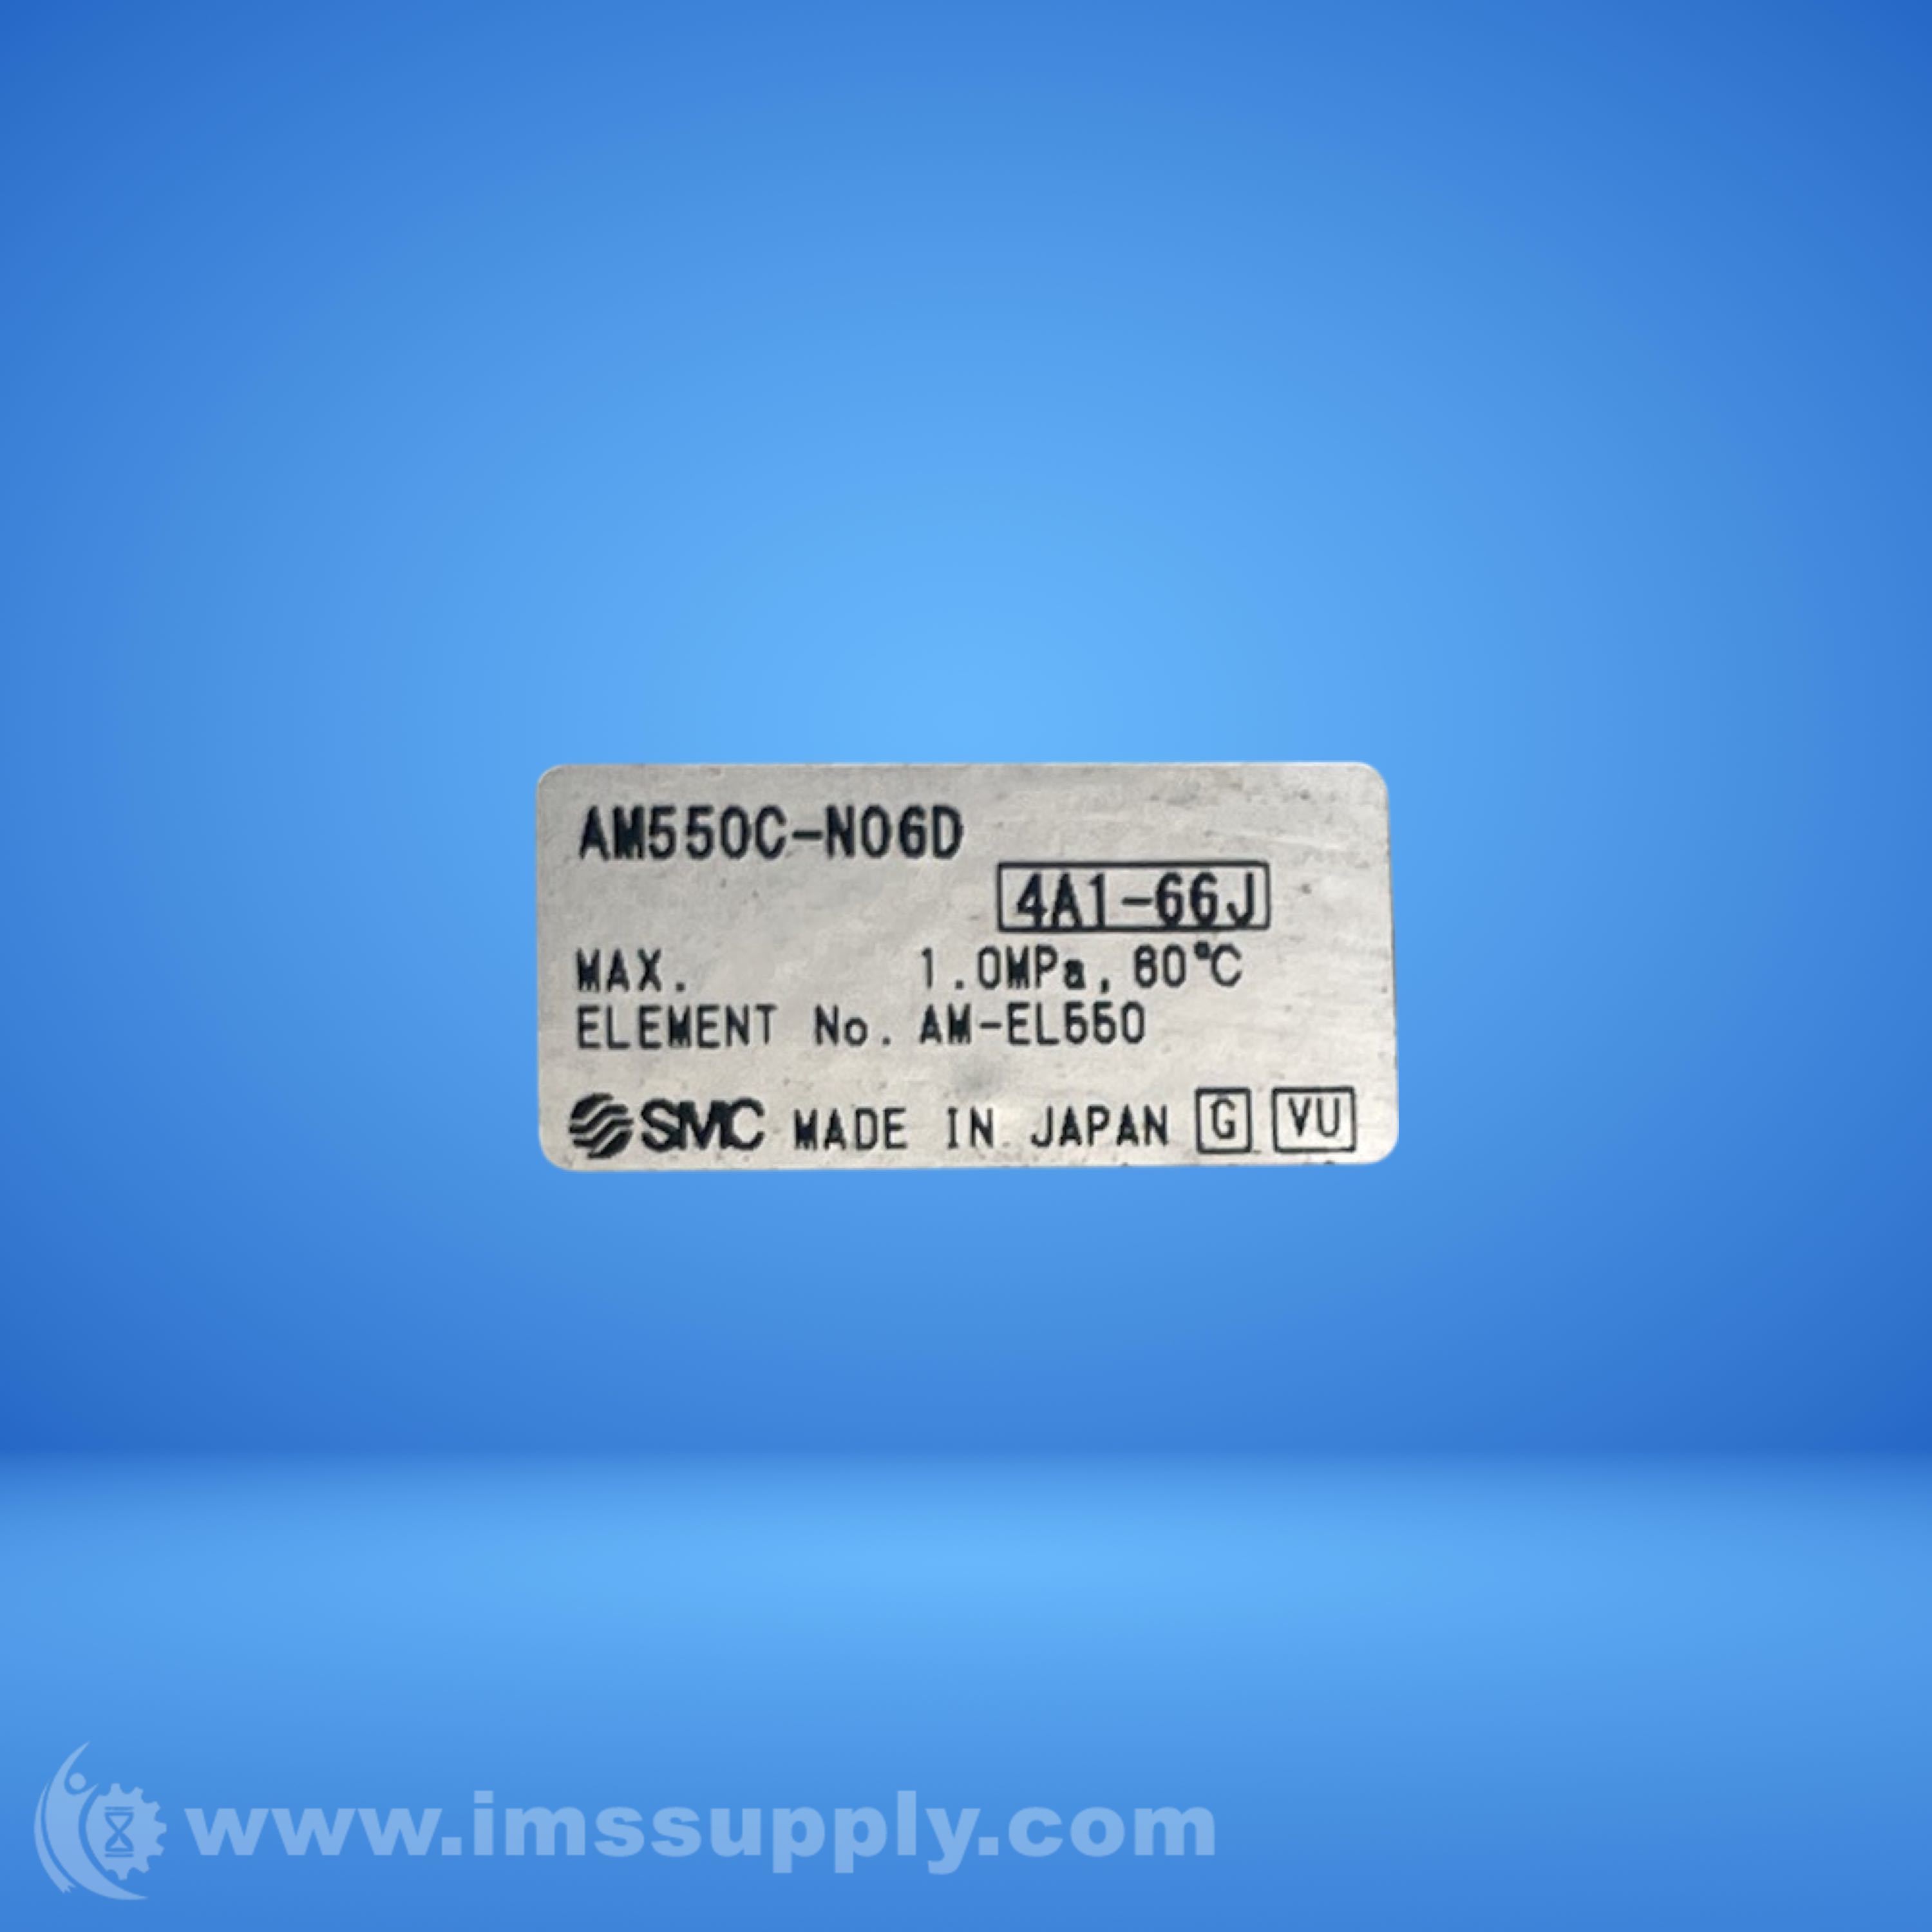 AM550C-N06D
4A1-66J
MAX. 1.0MPa, 60°C
ELEMENT No. AM-EL550
SMC MADE IN JAPAN G VU
www.imssupply.com